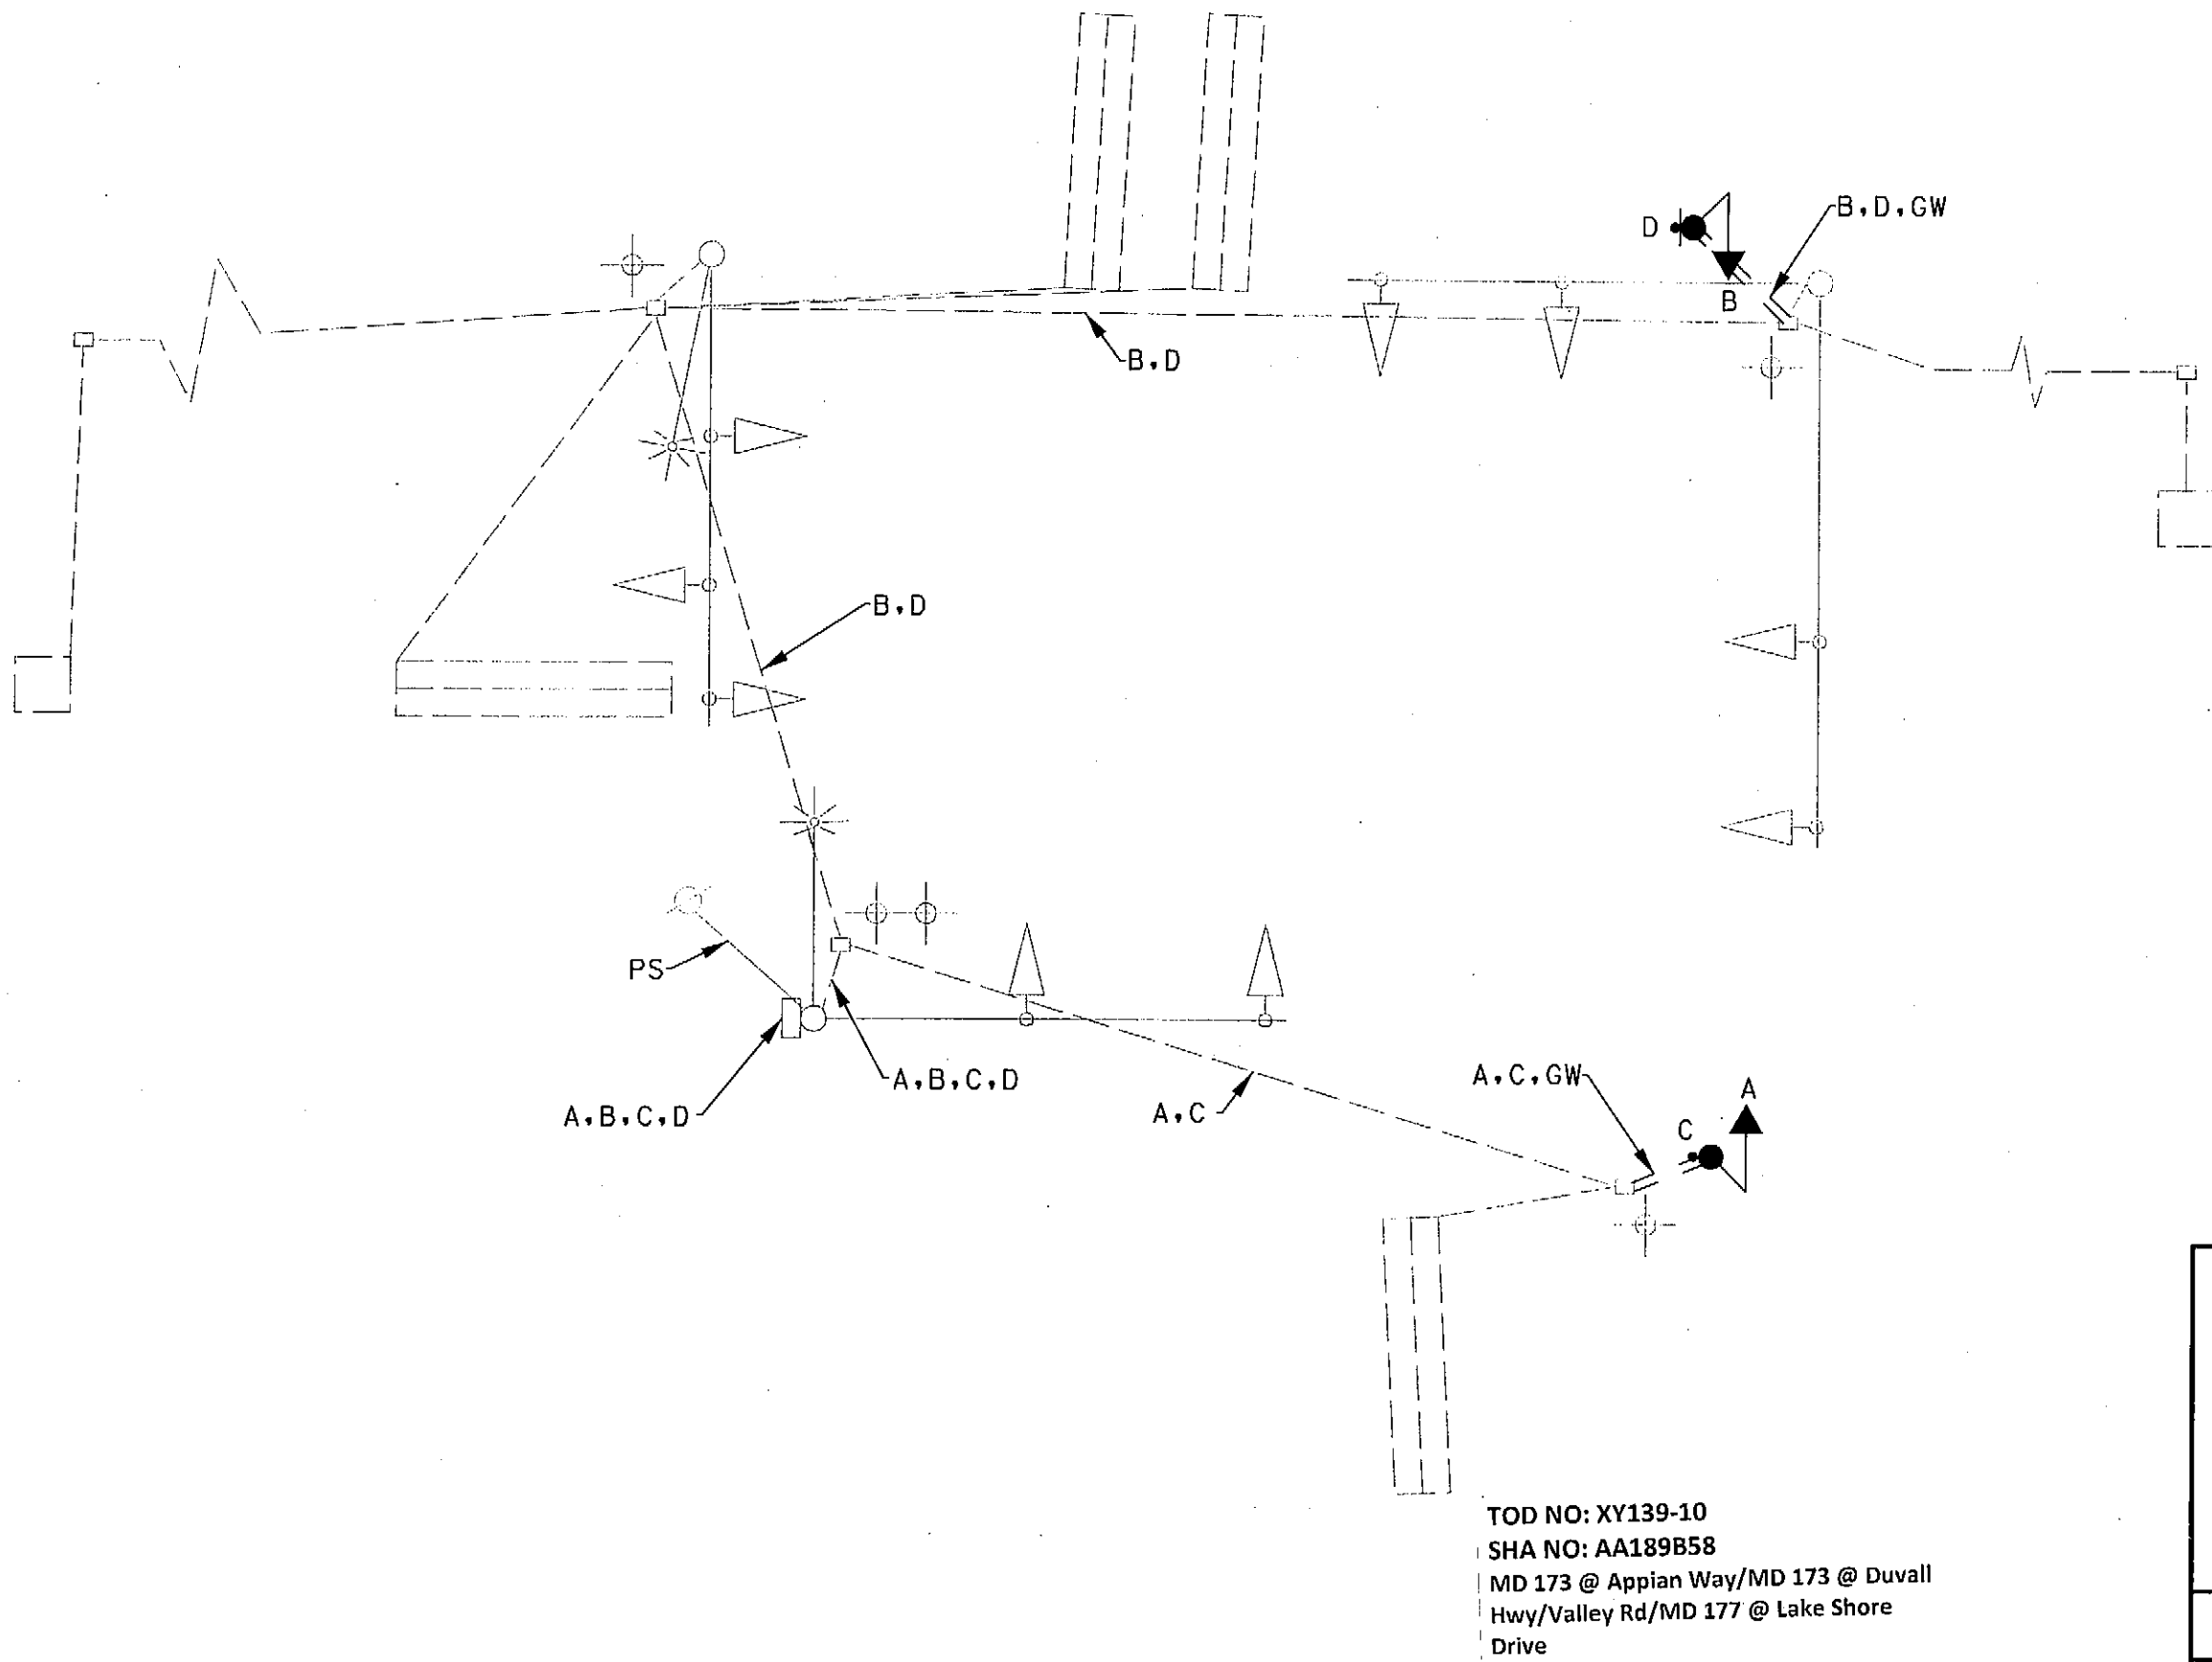 B,D,GW
D
B
B,D
B,D
PS
A,B,C,D
A,B,C,D
A,C
A,C,GW
A
C
TOD NO: XY139-10
SHA NO: AA189B58
MD 173 @ Appian Way/MD 173 @ Duvall
Hwy/Valley Rd/MD 177 @ Lake Shore
Drive